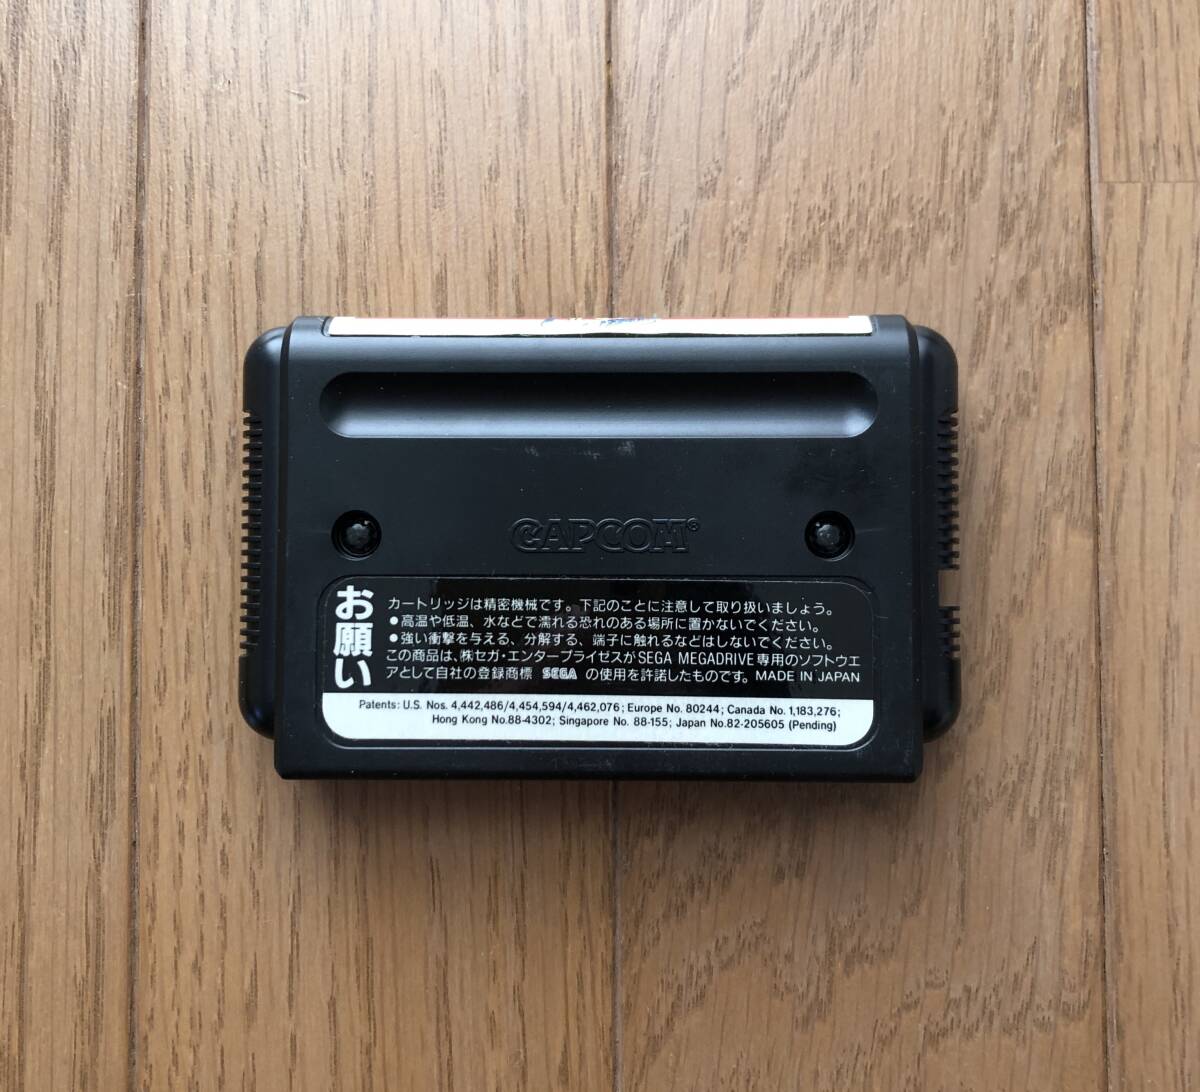 CAPCOM®
お願い
カートリッジは精密機械です。下記のことに注意して取り扱いましょう。
●高温や低温、水などで濡れる恐れのある場所に置かないでください。
●強い衝撃を与える、分解する、端子に触れるなどはしないでください。
この商品は、㈱セガ・エンタープライゼスがSEGA MEGADRIVE専用のソフトウエ
アとして自社の登録商標 SEGA の使用を許諾したものです。MADE IN JAPAN
Patents: U.S. Nos. 4,442,486/4,454,594/4,462,076; Europe No. 80244; Canada No. 1,183,276;
Hong Kong No.88-4302; Singapore No. 88-155; Japan No.82-205605 (Pending)